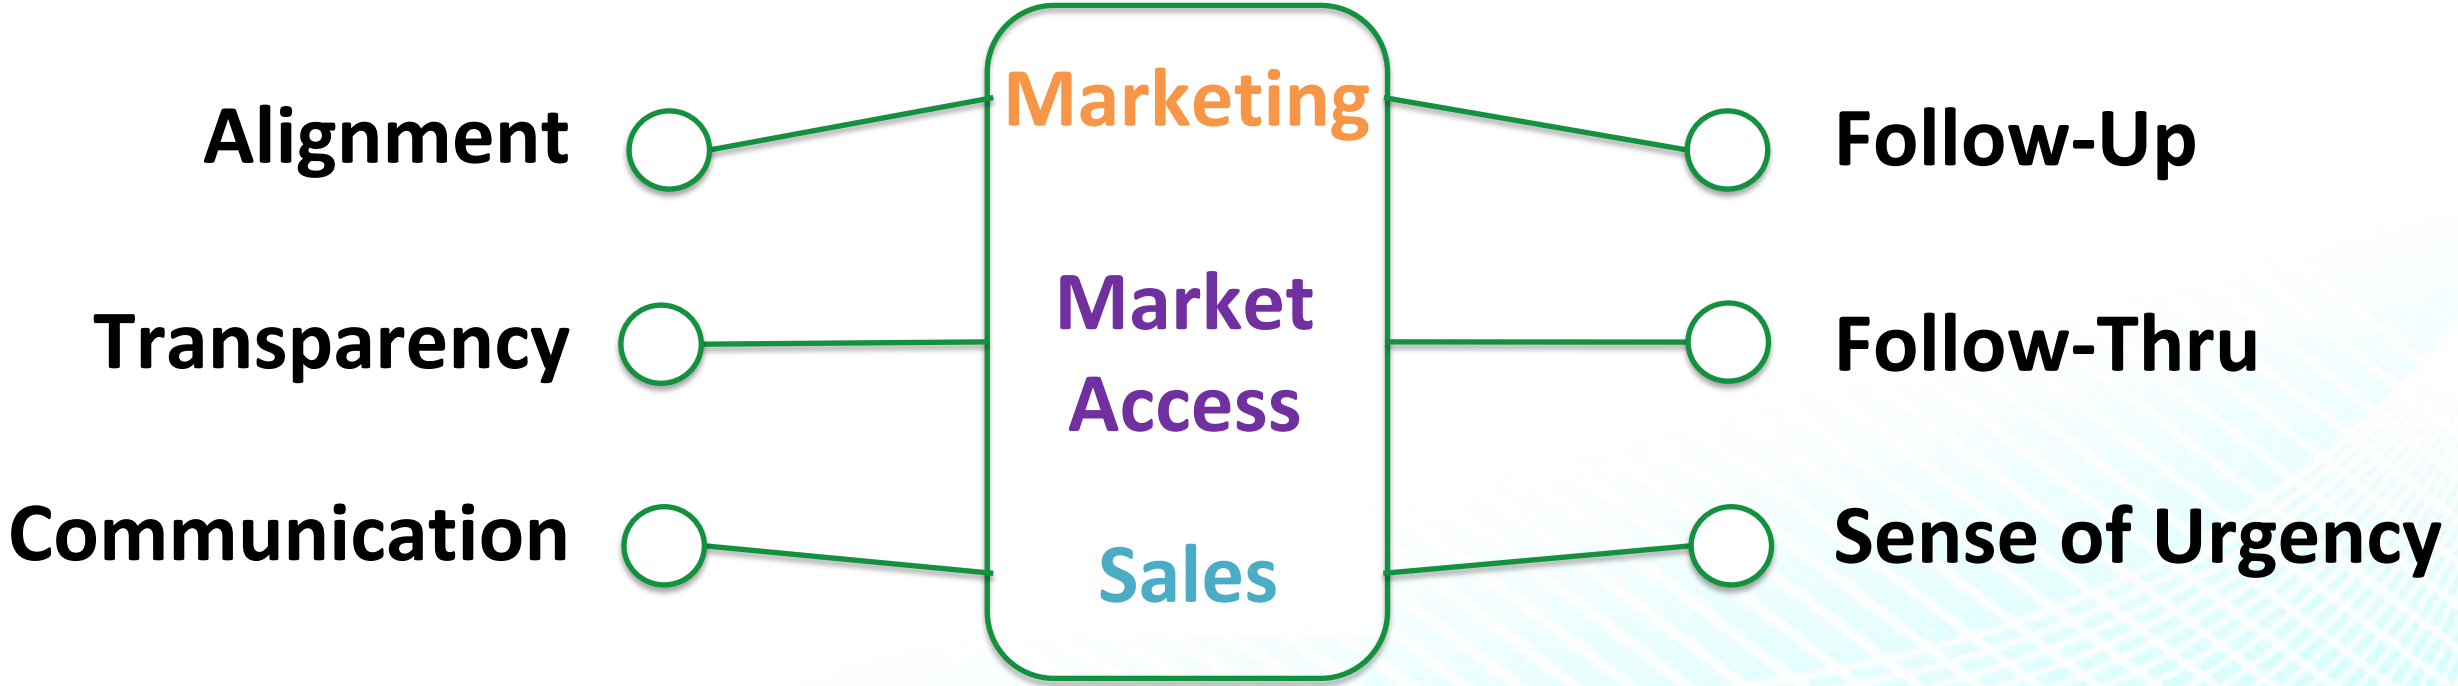 Alignment
Transparency
Communication
Marketing
Market
Access
Sales
Follow-Up
Follow-Thru
Sense of Urgency